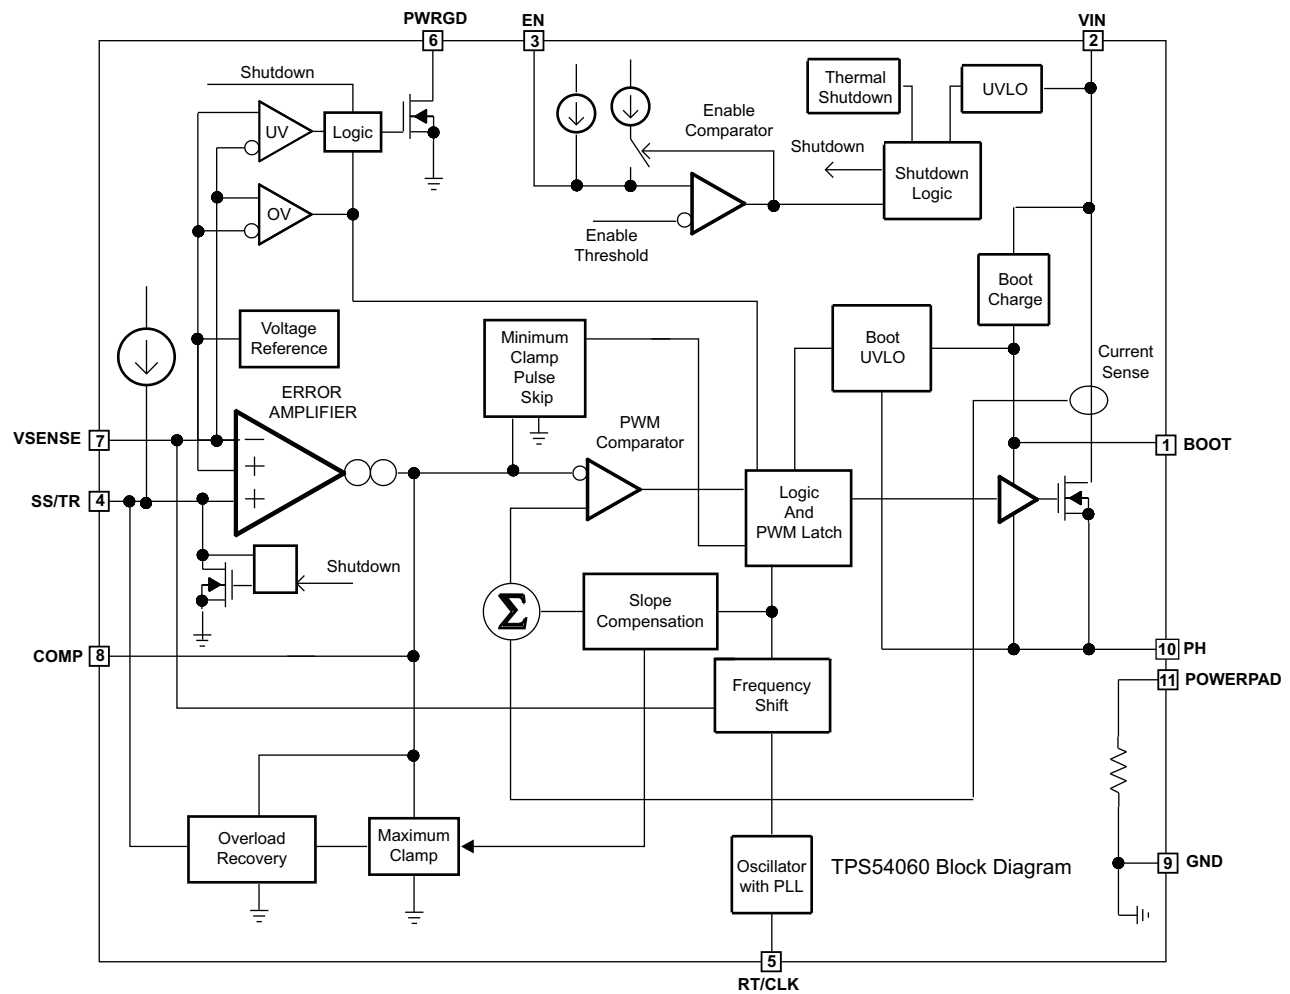 PWRGD
EN
VIN
6
3
2
Shutdown
UV
Logic
OV
Enable
Comparator
Enable
Threshold
Thermal
Shutdown
UVLO
Shutdown
Shutdown
Logic
Boot
Charge
Voltage
Reference
Minimum
Clamp
Pulse
Skip
Boot
UVLO
Current
Sense
ERROR
AMPLIFIER
PWM
Comparator
VSENSE
7
−
+
+
1
BOOT
SS/TR
4
Logic
And
PWM Latch
Shutdown
Σ
Slope
Compensation
COMP
8
10
PH
11
POWERPAD
Frequency
Shift
Overload
Recovery
Maximum
Clamp
Oscillator
with PLL
TPS54060 Block Diagram
9
GND
5
RT/CLK